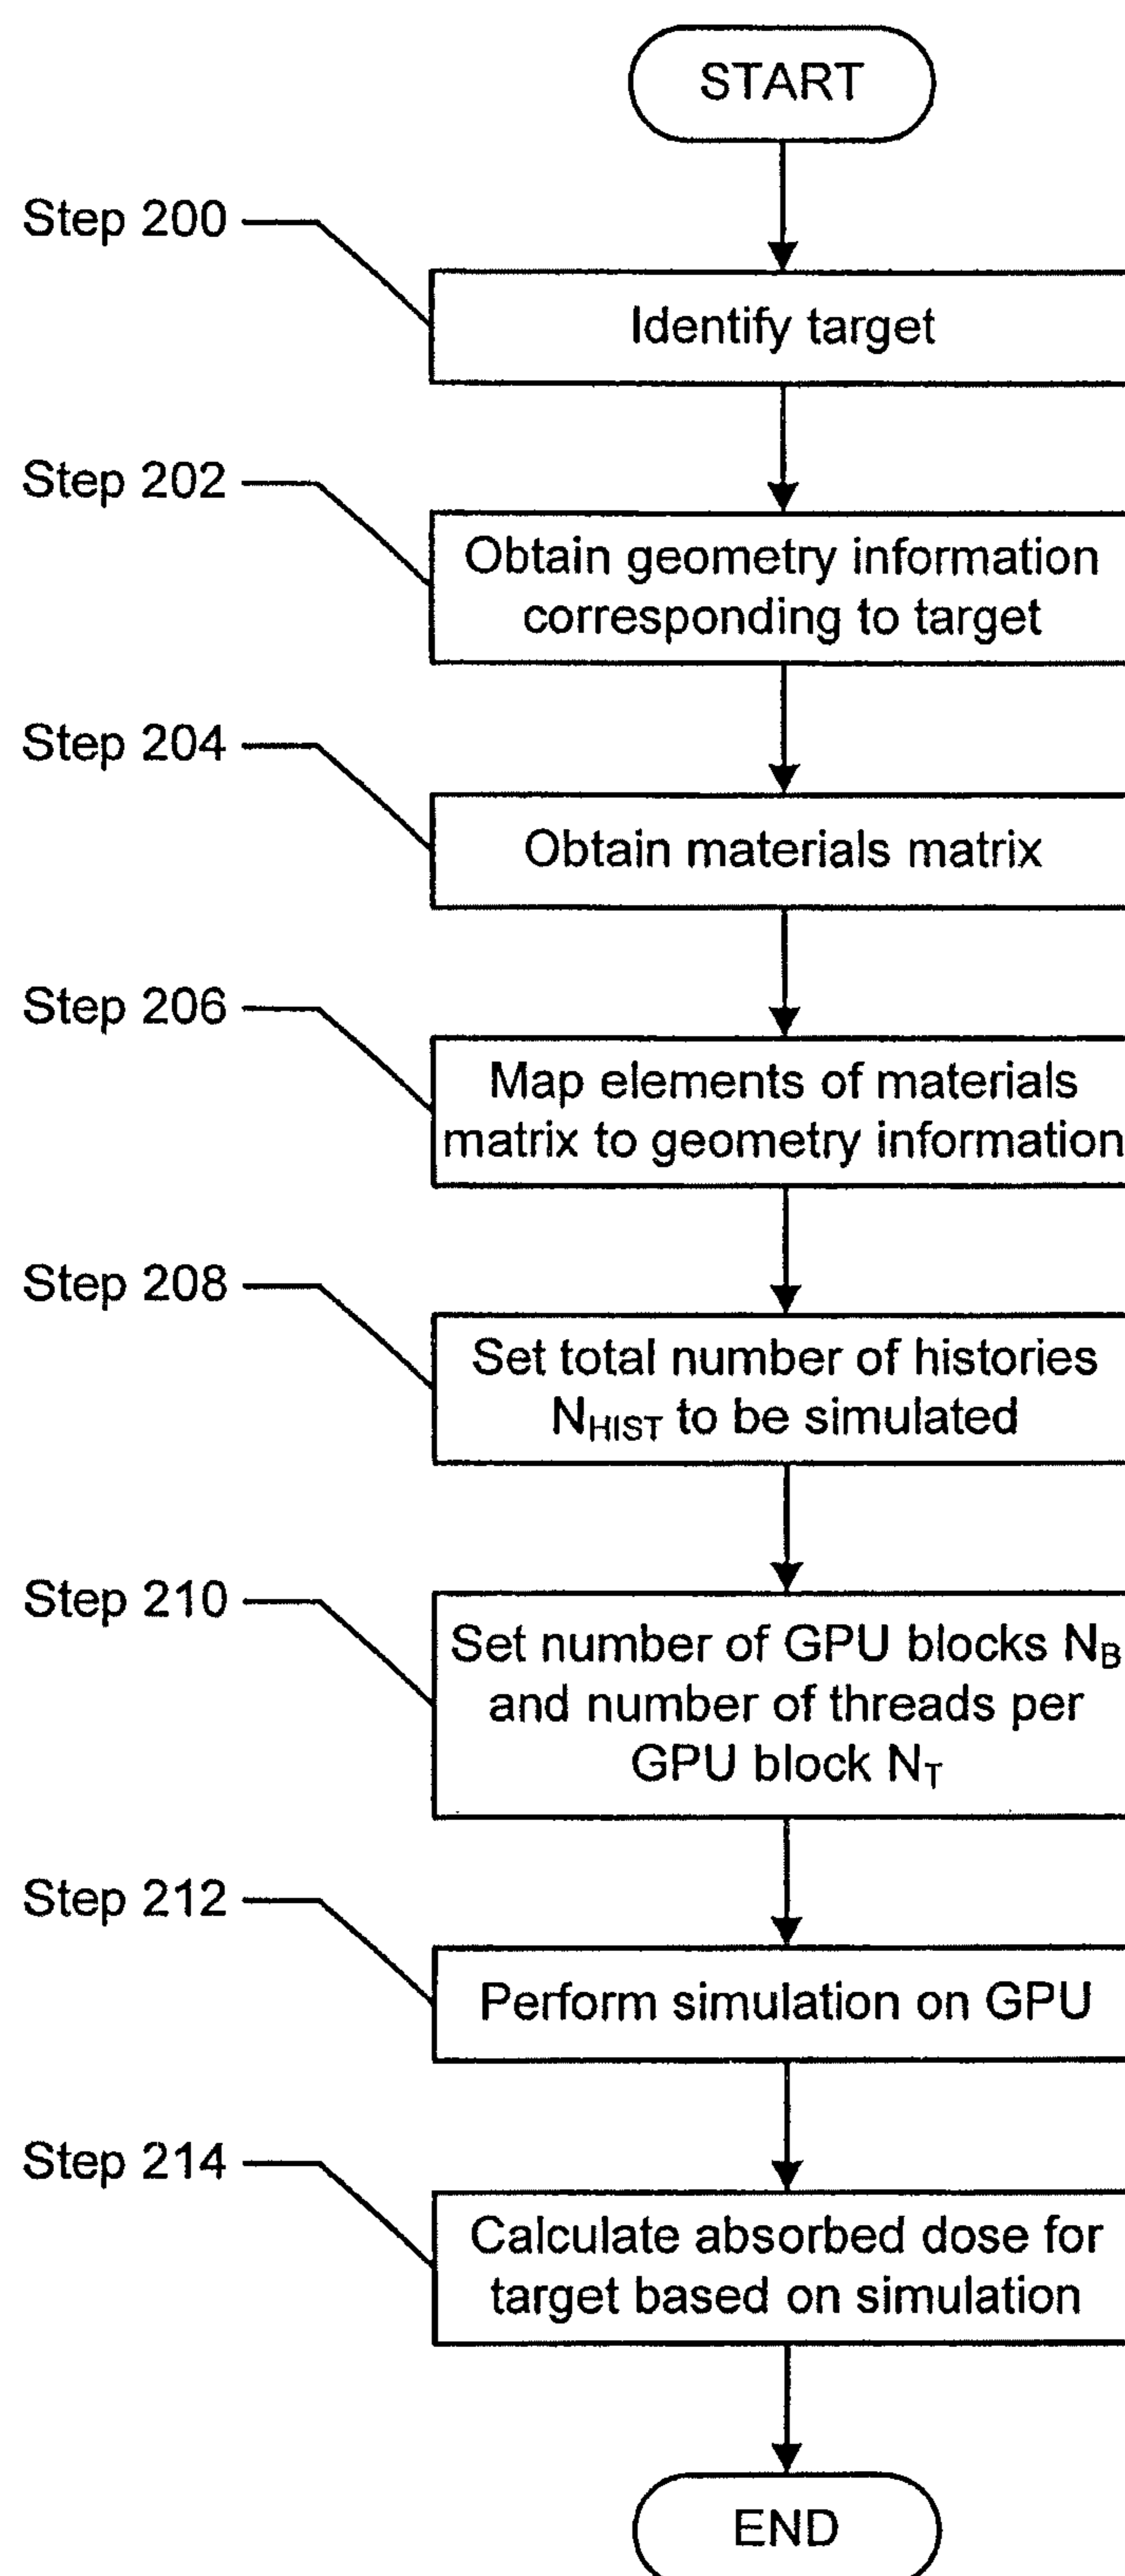 START
Step 200
Identify target
Step 202
Obtain geometry information
corresponding to target
Step 204
Obtain materials matrix
Step 206
Map elements of materials
matrix to geometry information
Step 208
Set total number of histories
N_HIST to be simulated
Step 210
Set number of GPU blocks N_B
and number of threads per
GPU block N_T
Step 212
Perform simulation on GPU
Step 214
Calculate absorbed dose for
target based on simulation
END